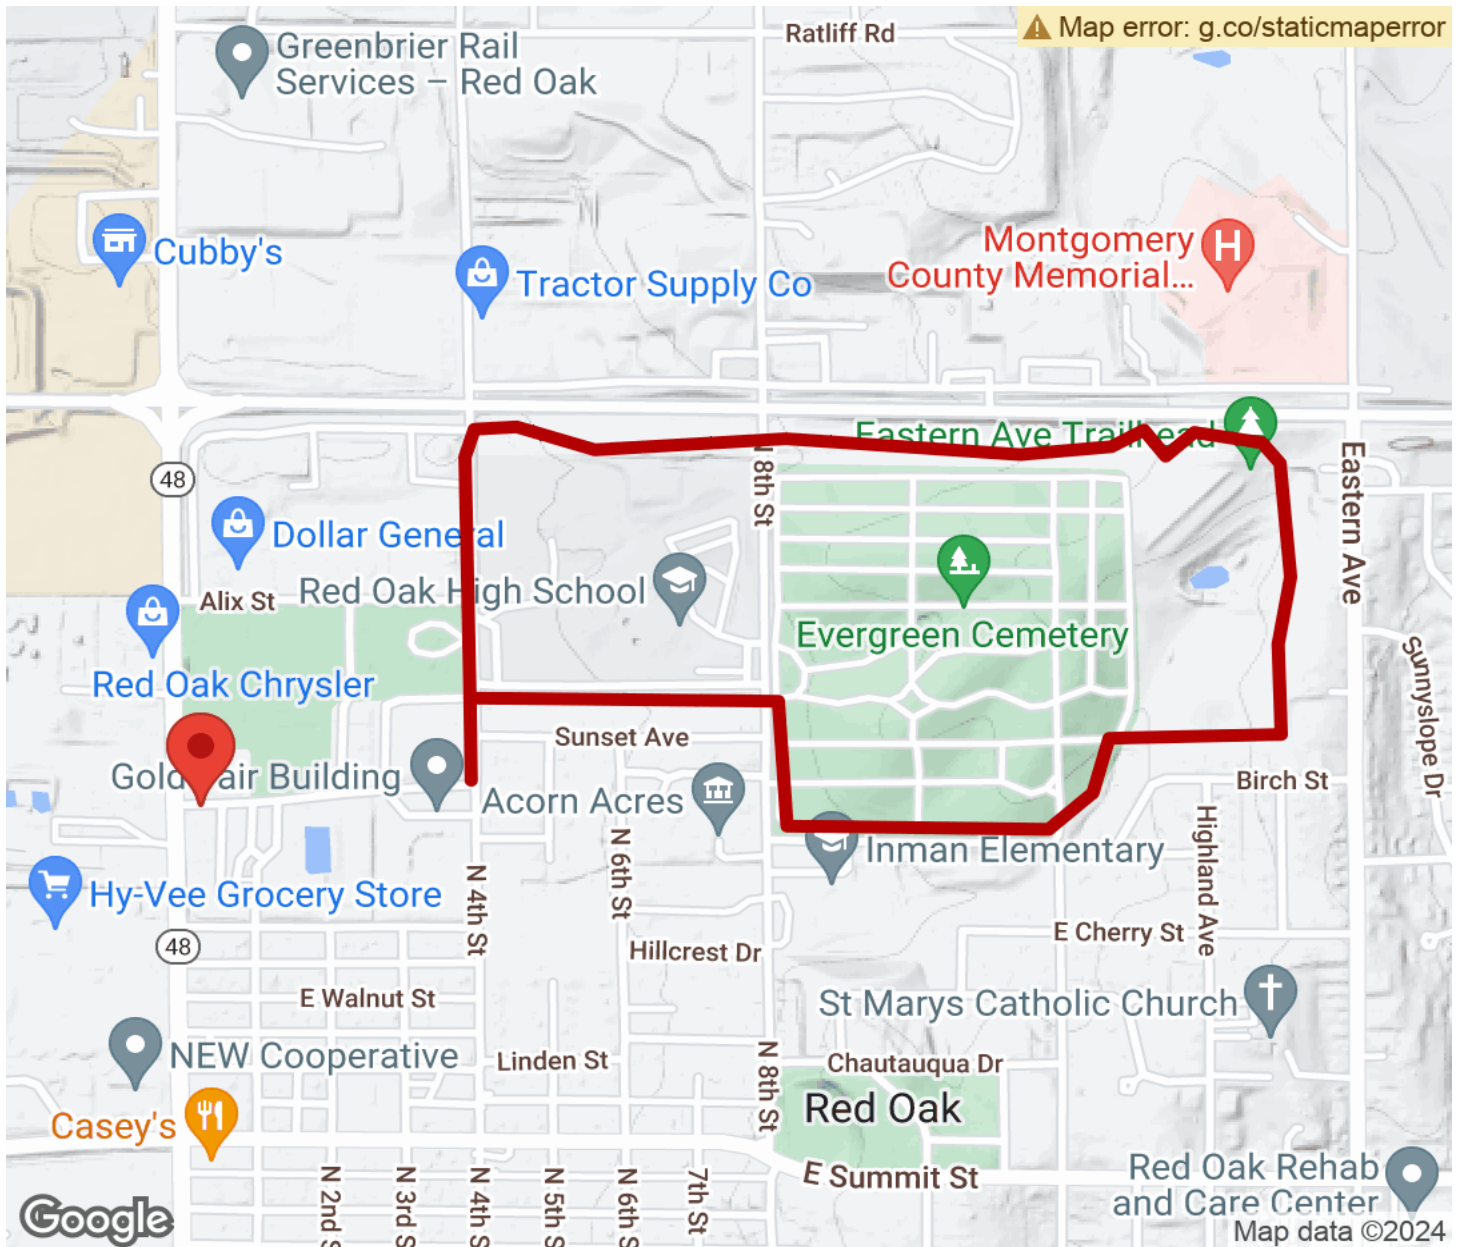 Ratliff Rd
Map error: g.co/staticmaperror
Greenbrier Rail
Services – Red Oak
Montgomery
County Memorial...
Cubby's
Tractor Supply Co
Eastern Ave Trailhead
48
N 8th St
Eastern Ave
Dollar General
Red Oak High School
Alix St
Evergreen Cemetery
Red Oak Chrysler
Sunnyslope Dr
Sunset Ave
Gold Fair Building
Acorn Acres
Birch St
N 6th St
Inman Elementary
Highland Ave
Hy-Vee Grocery Store
N 4th St
48
Hillcrest Dr
E Cherry St
E Walnut St
St Marys Catholic Church
NEW Cooperative
Linden St
N 8th St
Chautauqua Dr
Red Oak
Casey's
N 2nd S
N 3rd S
N 4th St
N 5th St
N 6th St
7th St
E Summit St
Red Oak Rehab
and Care Center
Google
Map data ©2024